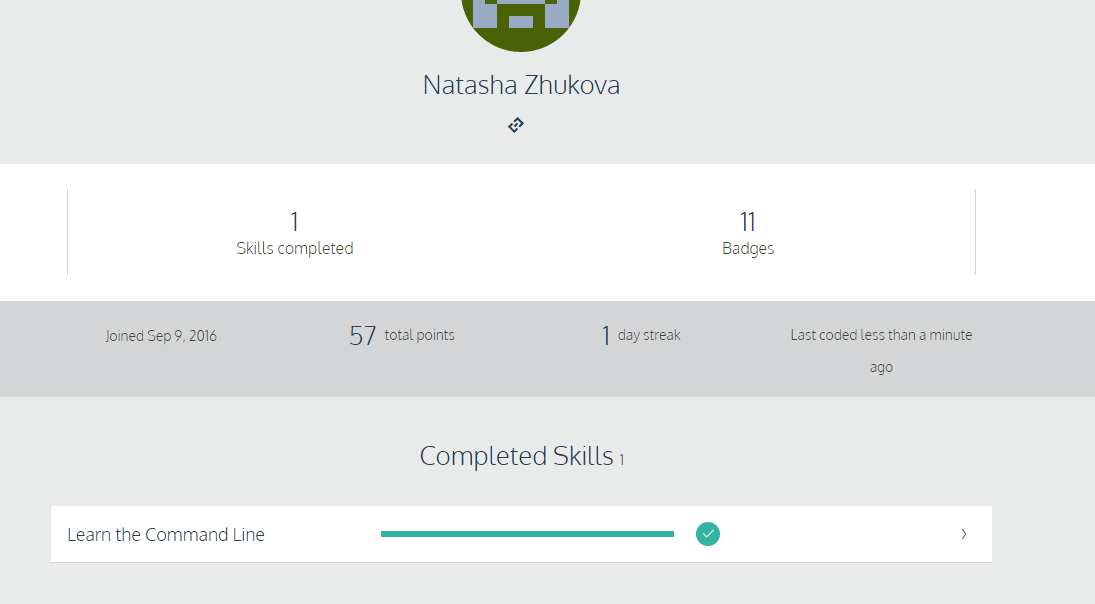 Natasha Zhukova
1
Skills completed
11
Badges
Joined Sep 9, 2016
57 total points
1 day streak
Last coded less than a minute
ago
Completed Skills 1
Learn the Command Line